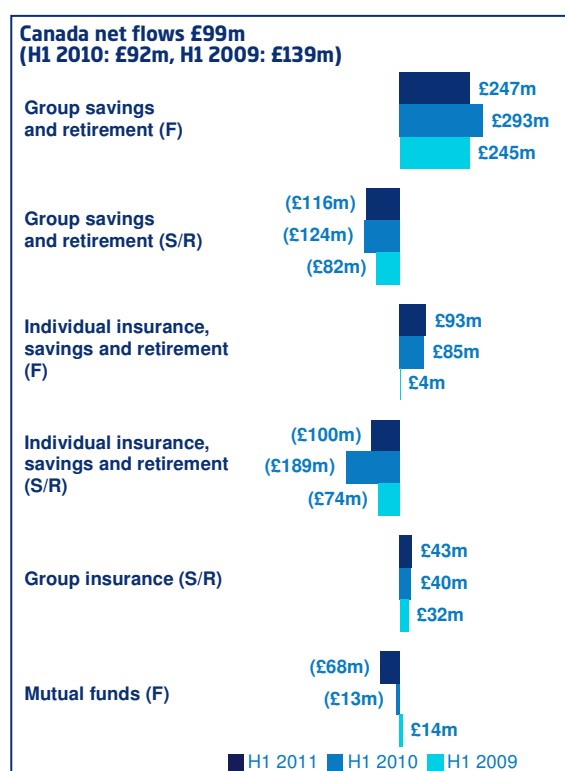 Canada net flows £99m
(H1 2010: £92m, H1 2009: £139m)
Group savings
and retirement (F)
£247m
£293m
£245m
Group savings
and retirement (S/R)
(£116m)
(£124m)
(£82m)
Individual insurance,
savings and retirement
(F)
£93m
£85m
£4m
Individual insurance,
savings and retirement
(S/R)
(£100m)
(£189m)
(£74m)
Group insurance (S/R)
£43m
£40m
£32m
Mutual funds (F)
(£68m)
(£13m)
£14m
H1 2011 H1 2010 H1 2009